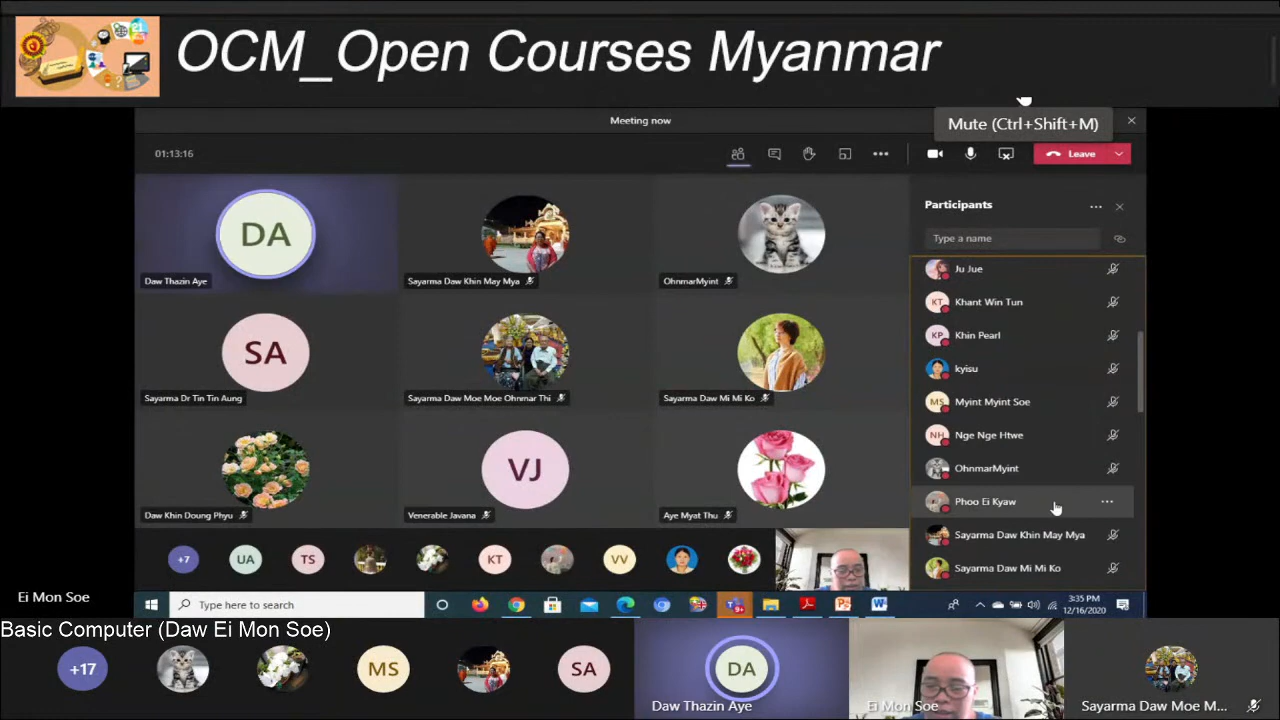 OCM_Open Courses Myanmar
Meeting now
Mute (Ctrl+Shift+M)
01:13:16
Leave
DA
Daw Thazin Aye
Sayarma Daw Khin May Mya
OhnmarMyint
SA
Sayarma Dr Tin Tin Aung
Sayarma Daw Moe Moe Ohnmar Thi
Sayarma Daw Mi Mi Ko
Daw Khin Doung Phyu
VJ
Venerable Javana
Aye Myat Thu
+7
UA
TS
KT
VV
Participants
Type a name
Ju Jue
KT Khant Win Tun
KP Khin Pearl
kyisu
MS Myint Myint Soe
NH Nge Nge Htwe
OhnmarMyint
Phoo Ei Kyaw
Sayarma Daw Khin May Mya
Sayarma Daw Mi Mi Ko
Ei Mon Soe
Type here to search
3:35 PM
12/16/2020
Basic Computer (Daw Ei Mon Soe)
+17
MS
SA
DA
Daw Thazin Aye
Ei Mon Soe
Sayarma Daw Moe M...